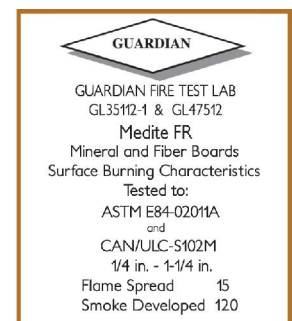 GUARDIAN
GUARDIAN FIRE TEST LAB
GL35112-1 & GL47512
Medite FR
Mineral and Fiber Boards
Surface Burning Characteristics
Tested to:
ASTM E84-02011A
and
CAN/ULC-S102M
1/4 in. - 1-1/4 in.
Flame Spread 15
Smoke Developed 120